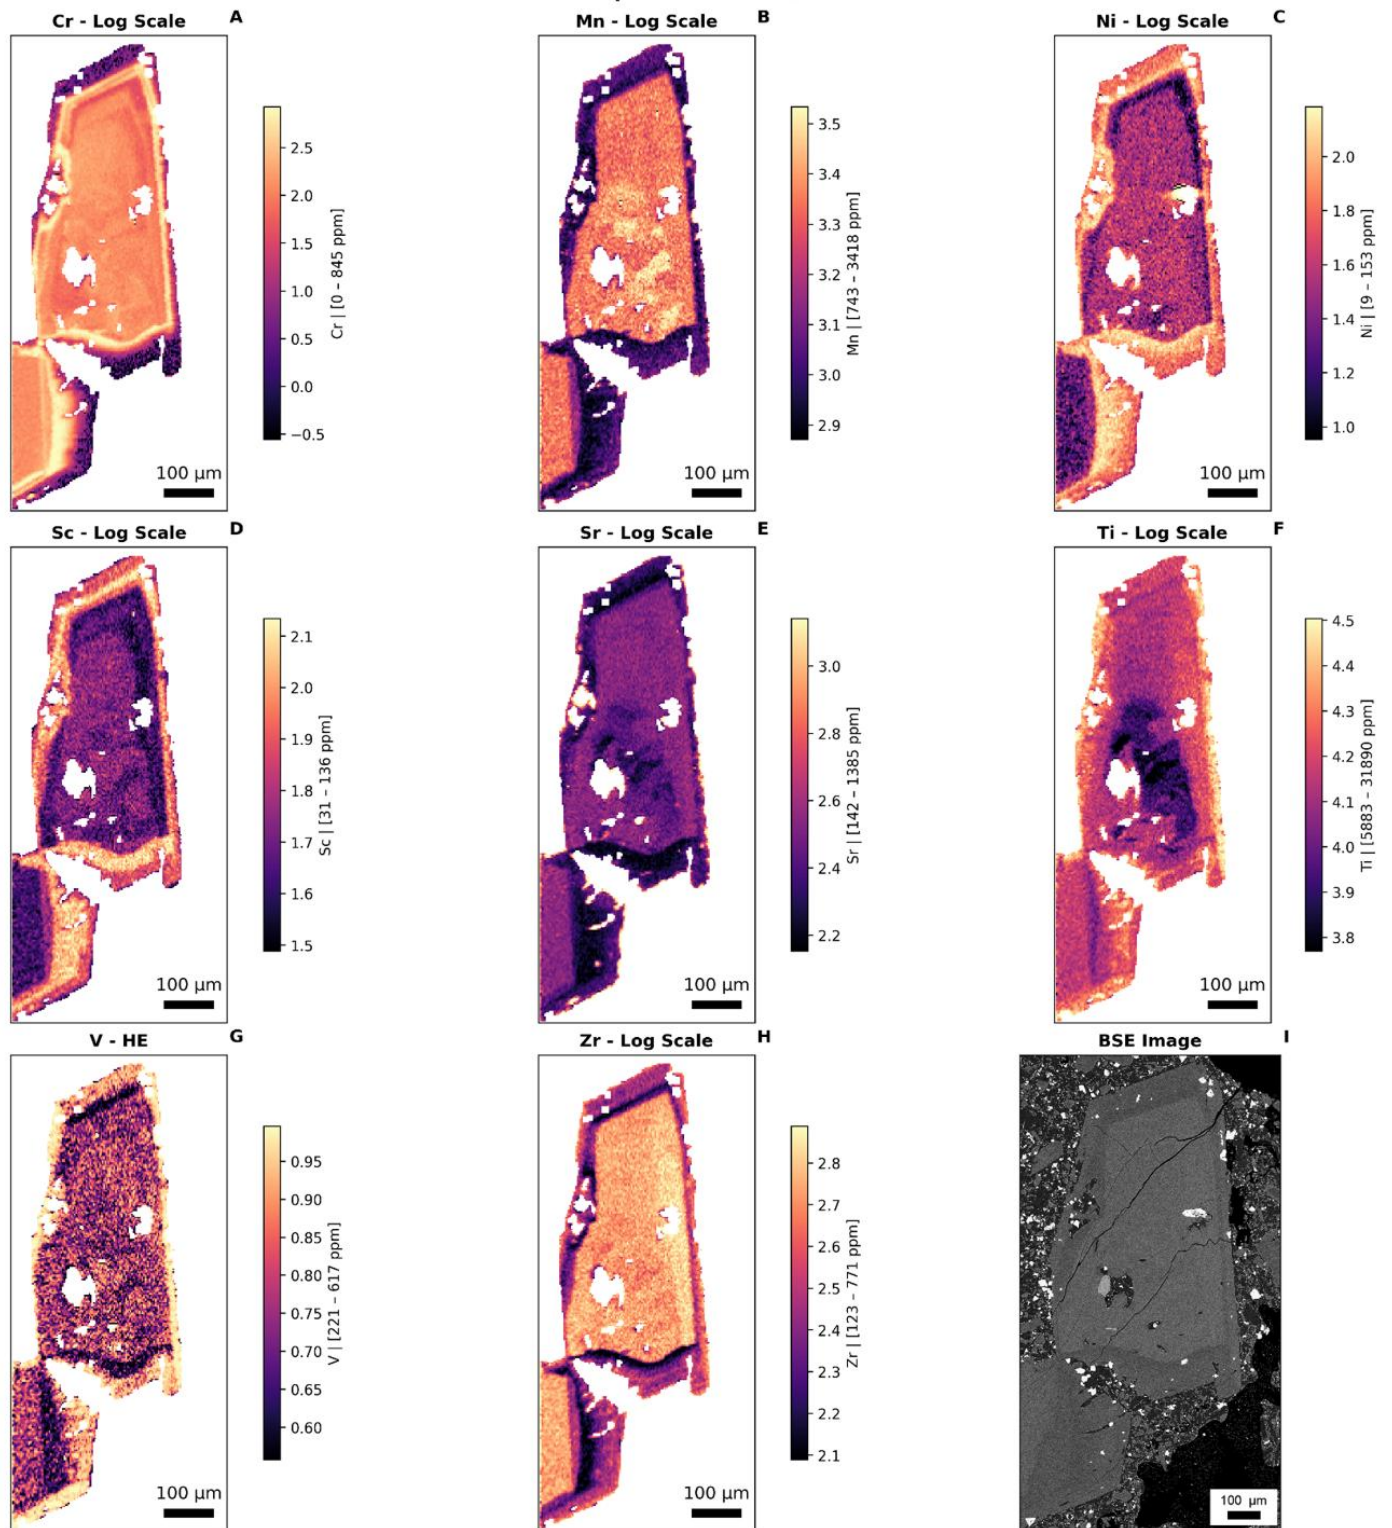 Cr - Log Scale A
2.5
2.0
1.5
1.0
0.5
0.0
−0.5
Cr | [0 – 845 ppm]
100 μm
Mn - Log Scale B
3.5
3.4
3.3
3.2
3.1
3.0
2.9
Mn | [743 – 3418 ppm]
100 μm
Ni - Log Scale C
2.0
1.8
1.6
1.4
1.2
1.0
Ni | [9 – 153 ppm]
100 μm
Sc - Log Scale D
2.1
2.0
1.9
1.8
1.7
1.6
1.5
Sc | [31 – 136 ppm]
100 μm
Sr - Log Scale E
3.0
2.8
2.6
2.4
2.2
Sr | [142 – 1385 ppm]
100 μm
Ti - Log Scale F
4.5
4.4
4.3
4.2
4.1
4.0
3.9
3.8
Ti | [5883 – 31890 ppm]
100 μm
V - HE G
0.95
0.90
0.85
0.80
0.75
0.70
0.65
0.60
V | [221 – 617 ppm]
100 μm
Zr - Log Scale H
2.8
2.7
2.6
2.5
2.4
2.3
2.2
2.1
Zr | [123 – 771 ppm]
100 μm
BSE Image I
100 μm